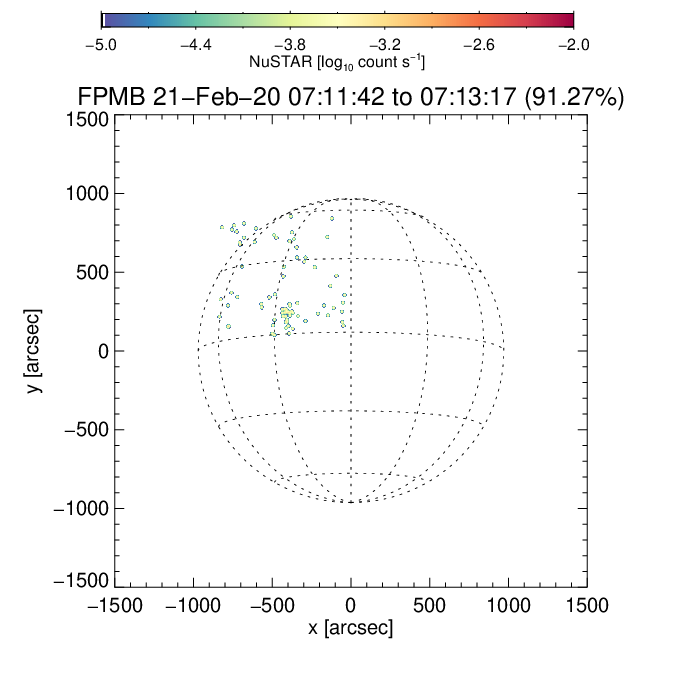 −5.0 −4.4 −3.8 −3.2 −2.6 −2.0
NuSTAR [log₁₀ count s⁻¹]
FPMB 21−Feb−20 07:11:42 to 07:13:17 (91.27%)
1500
1000
500
0
−500
−1000
−1500
y [arcsec]
−1500 −1000 −500 0 500 1000 1500
x [arcsec]